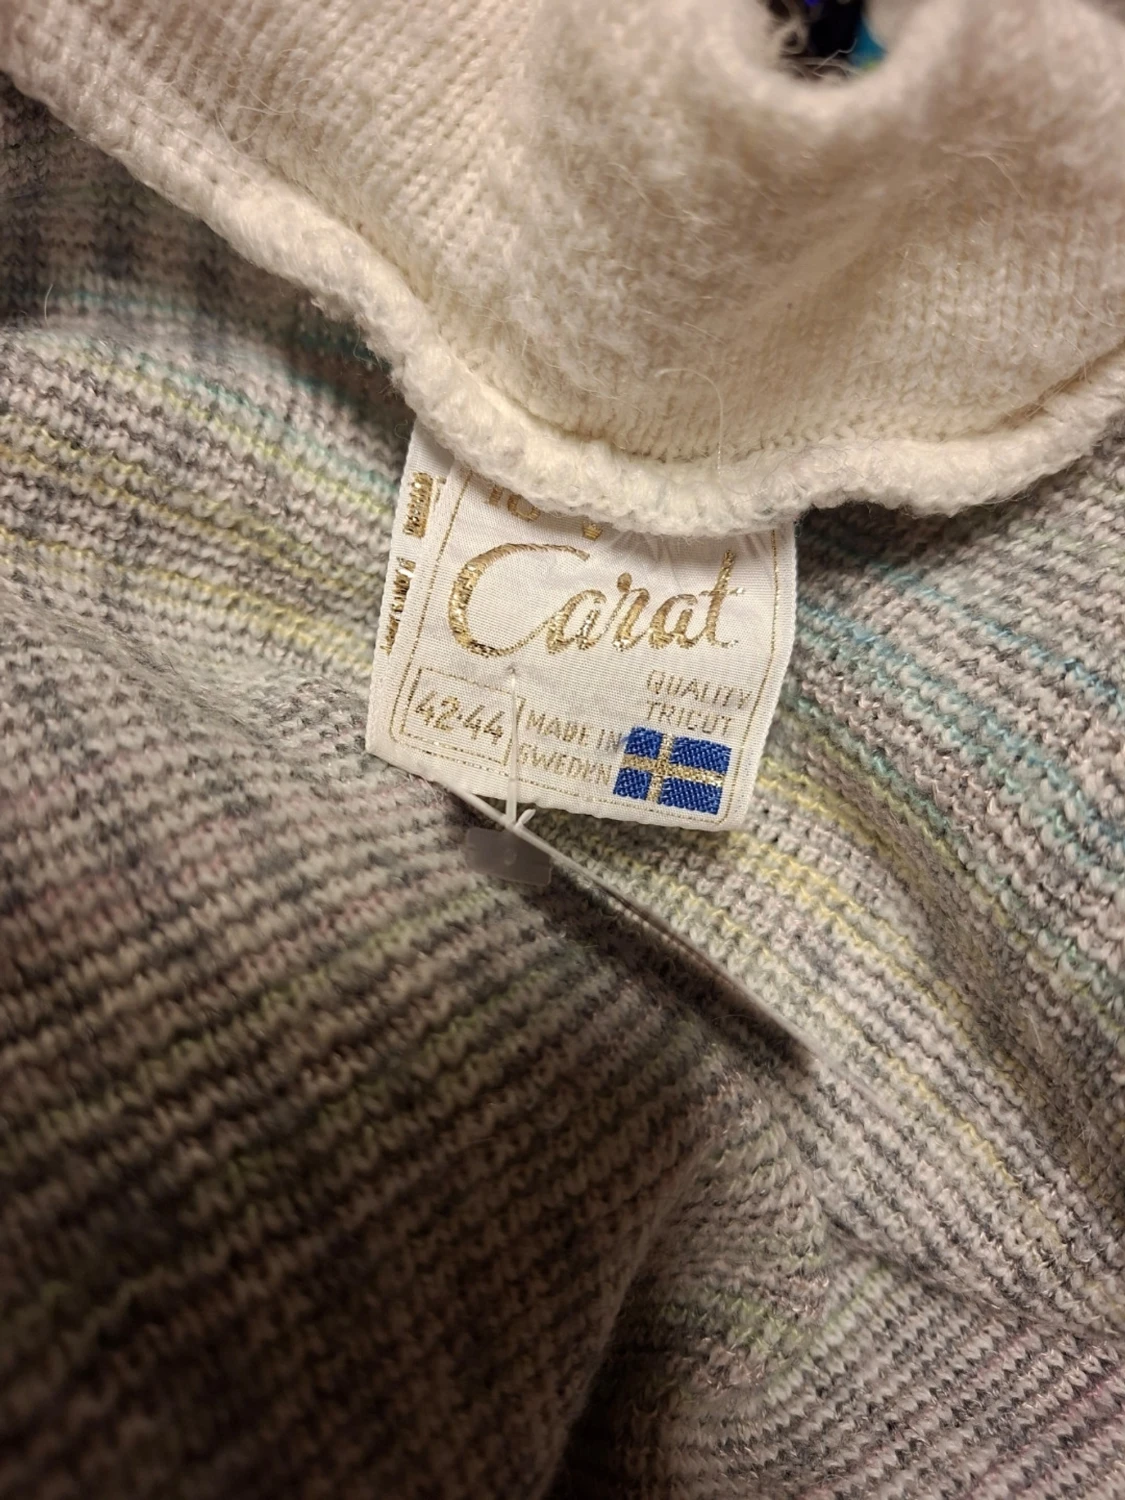 Carat
QUALITY
TRICOT
42-44
MADE IN
SWEDEN